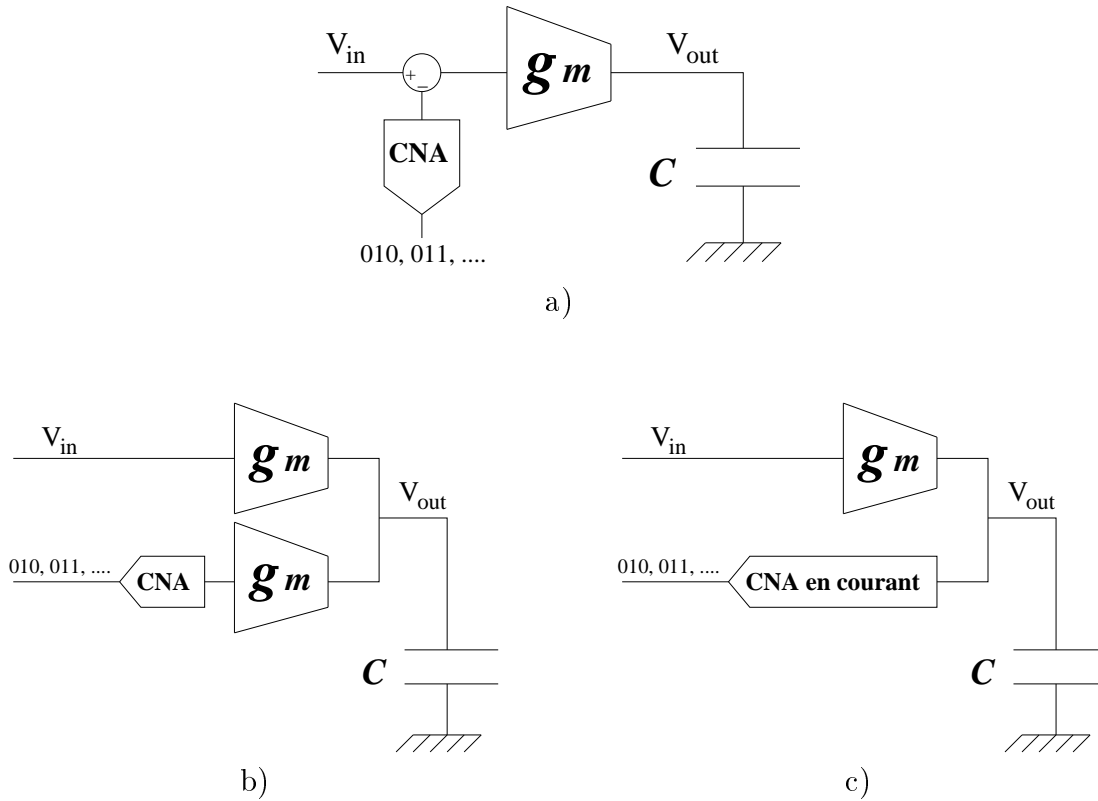 V_in
V_out
+
−
g m
CNA
C
010, 011, ....
a)
V_in
g m
V_out
010, 011, ....
CNA
g m
C
b)
V_in
g m
V_out
010, 011, ....
CNA en courant
C
c)